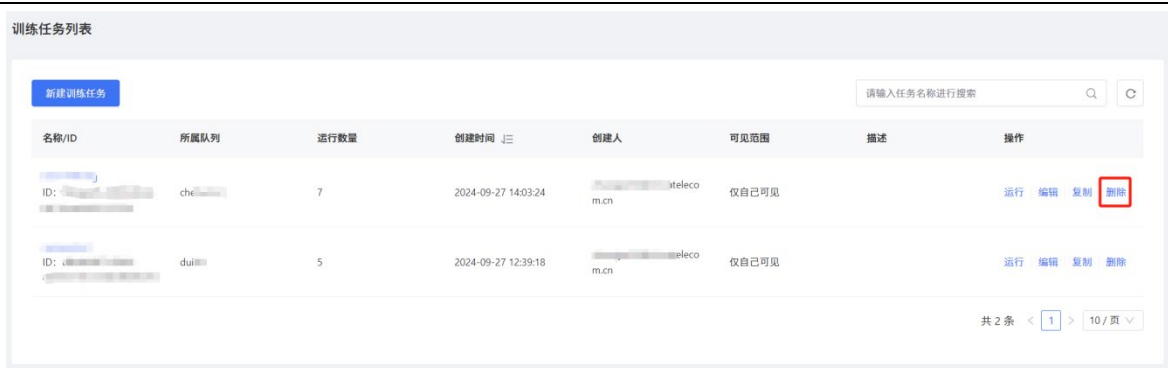 训练任务列表
新建训练任务
请输入任务名称进行搜索
名称/ID 所属队列 运行数量 创建时间 创建人 可见范围 描述 操作
ID: che 7 2024-09-27 14:03:24 ateleco 仅自己可见 运行 编辑 复制 删除
m.cn
ID: dui 5 2024-09-27 12:39:18 eleco 仅自己可见 运行 编辑 复制 删除
m.cn
共 2 条 < 1 > 10 / 页